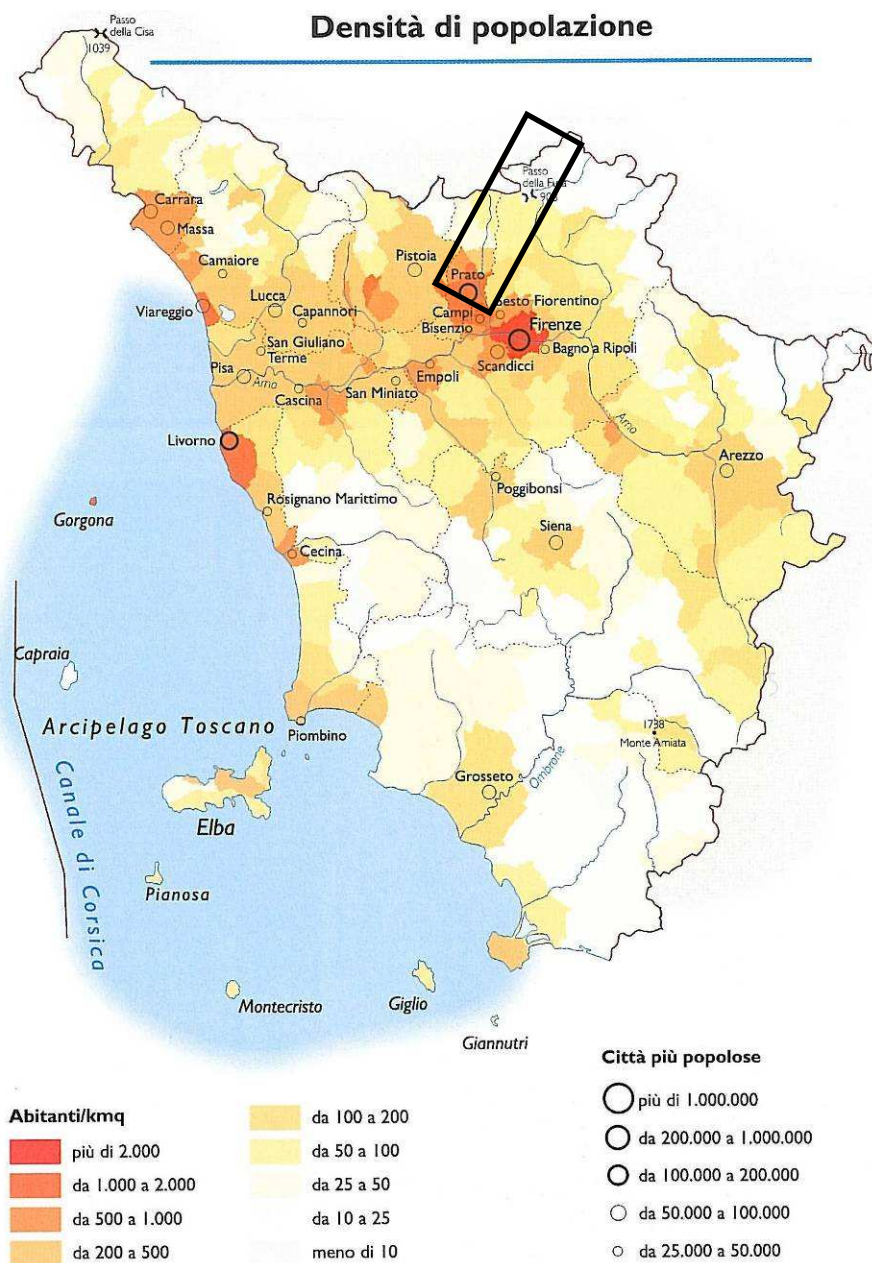 Densità di popolazione
Passo
della Cisa
1039
Passo
della Futa
903
Carrara
Massa
Camaiore
Pistoia
Prato
Viareggio
Lucca
Capannori
Campi
Bisenzio
Sesto Fiorentino
Firenze
San Giuliano
Terme
Bagno a Ripoli
Scandicci
Empoli
Pisa
Arno
Cascina
San Miniato
Arno
Livorno
Arezzo
Poggibonsi
Rosignano Marittimo
Gorgona
Siena
Cecina
Capraia
Arcipelago Toscano
Piombino
1738
Monte Amiata
Canale di Corsica
Grosseto
Ombrone
Elba
Pianosa
Montecristo
Giglio
Giannutri
Città più popolose
più di 1.000.000
da 200.000 a 1.000.000
da 100.000 a 200.000
da 50.000 a 100.000
da 25.000 a 50.000
Abitanti/kmq
più di 2.000
da 1.000 a 2.000
da 500 a 1.000
da 200 a 500
da 100 a 200
da 50 a 100
da 25 a 50
da 10 a 25
meno di 10